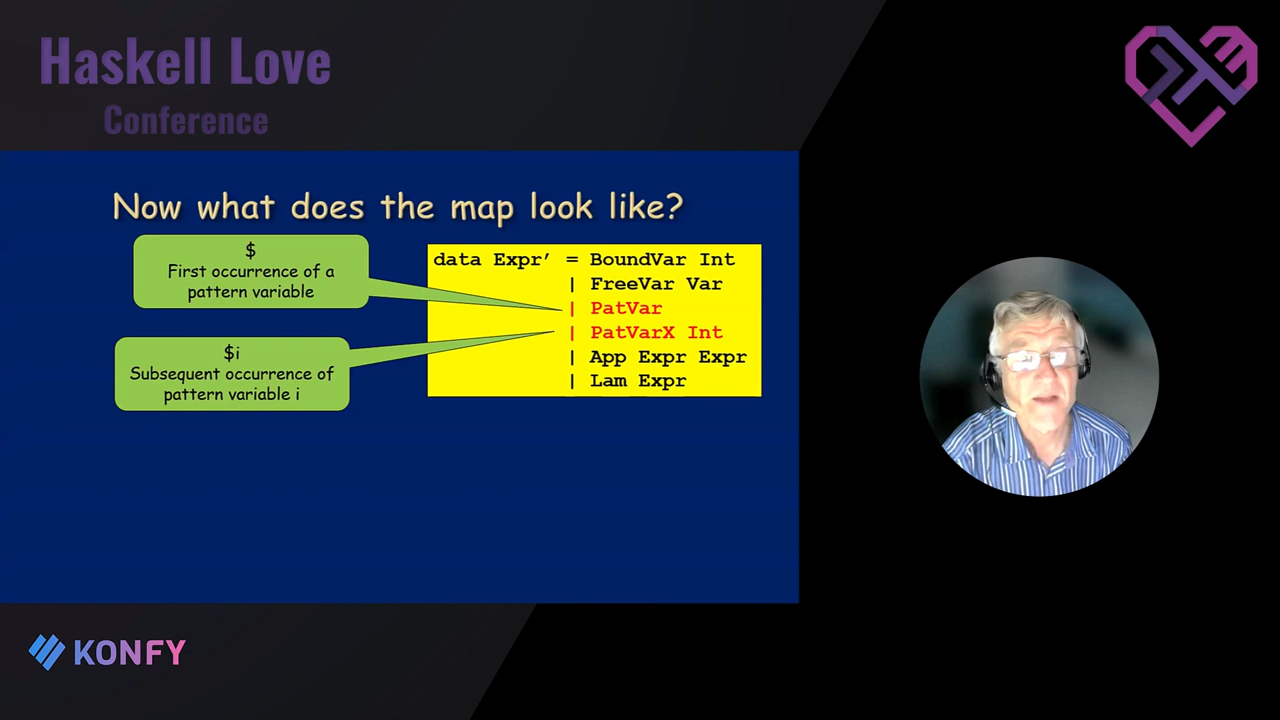 Haskell Love
Conference
Now what does the map look like?
$
First occurrence of a
pattern variable
$i
Subsequent occurrence of
pattern variable i
data Expr’ = BoundVar Int
| FreeVar Var
| PatVar
| PatVarX Int
| App Expr Expr
| Lam Expr
KONFY